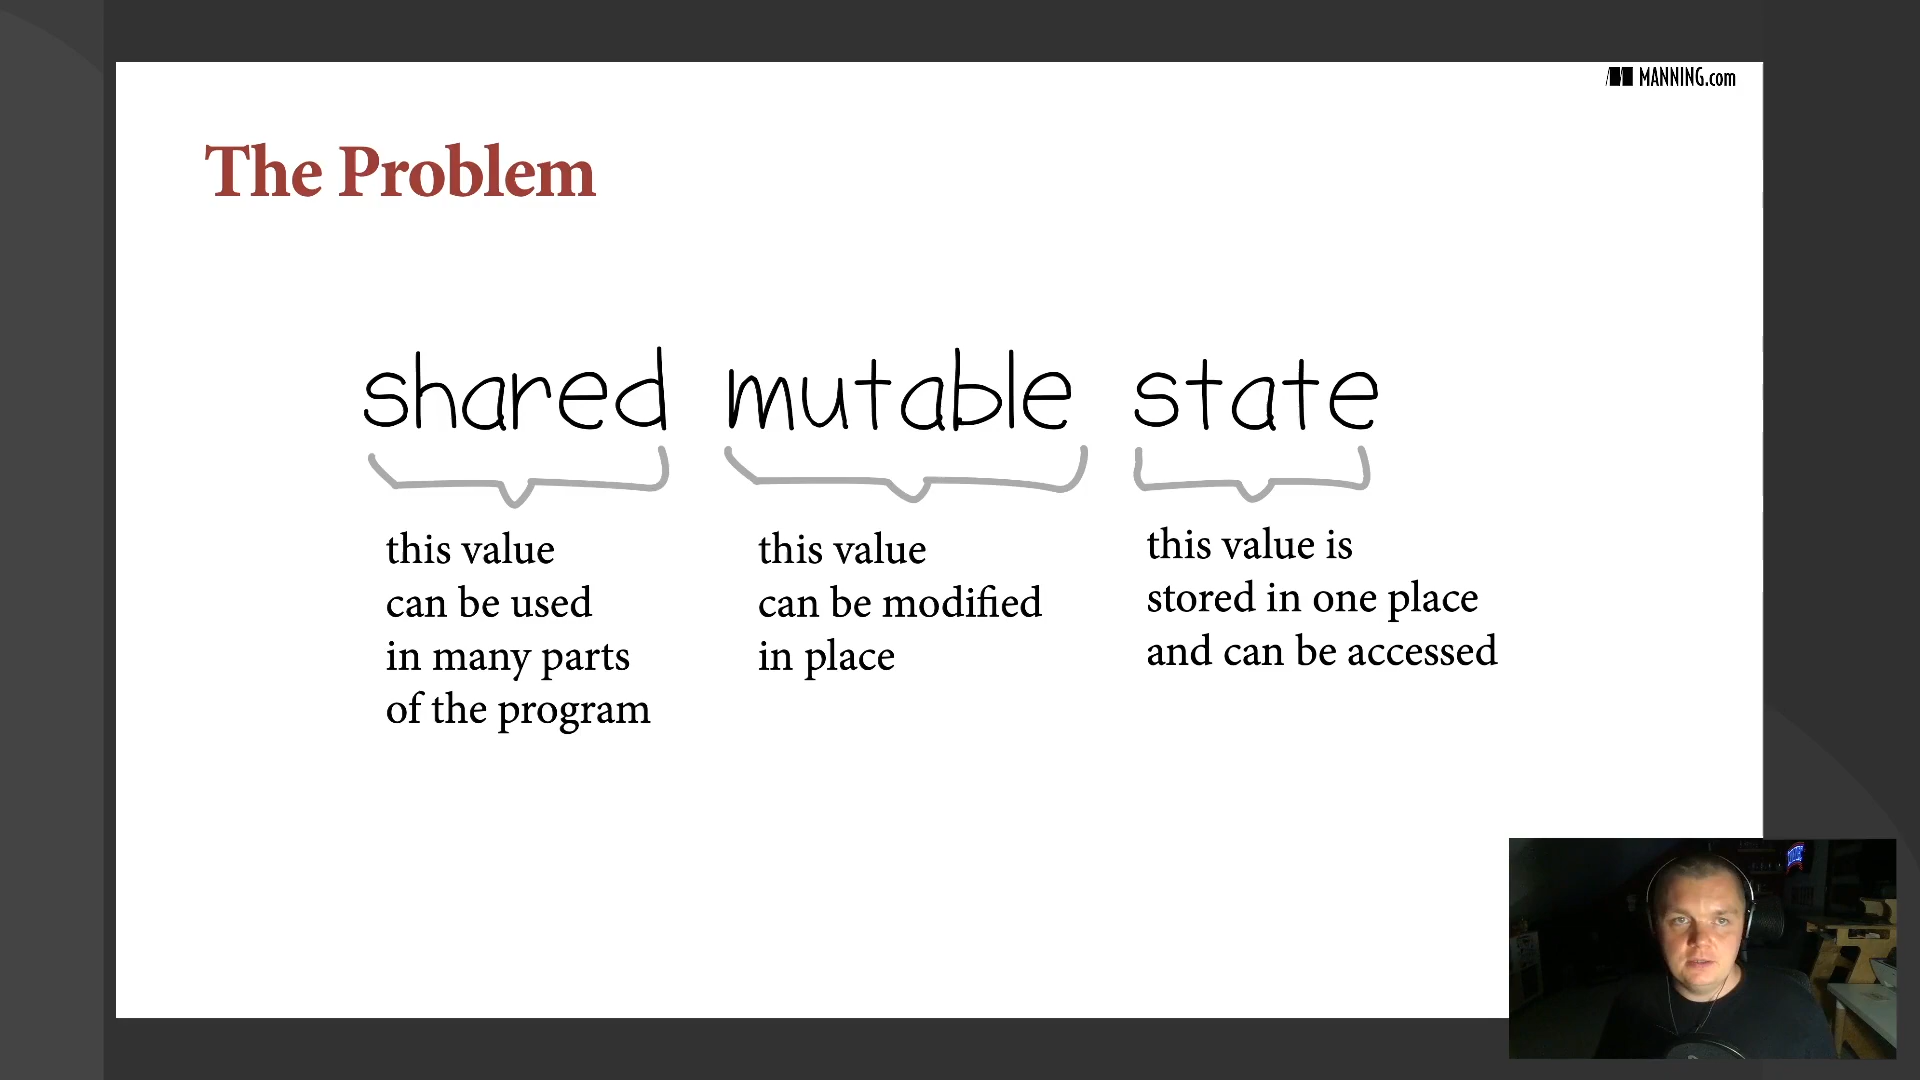 MANNING.com
The Problem
shared mutable state
this value
can be used
in many parts
of the program
this value
can be modified
in place
this value is
stored in one place
and can be accessed